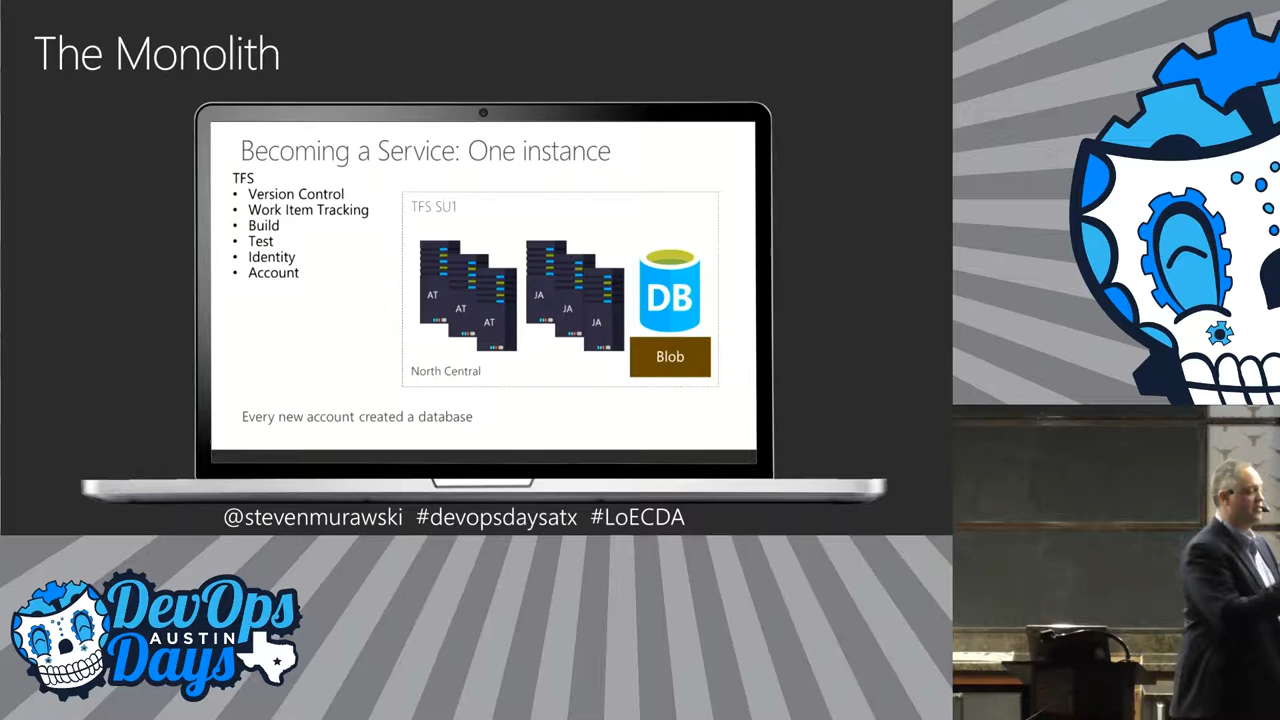 The Monolith
Becoming a Service: One instance
TFS
• Version Control
• Work Item Tracking
• Build
• Test
• Identity
• Account
TFS SU1
AT
AT
AT
JA
JA
JA
DB
Blob
North Central
Every new account created a database
@stevenmurawski #devopsdaysatx #LoECDA
DevOps
AUSTIN
Days